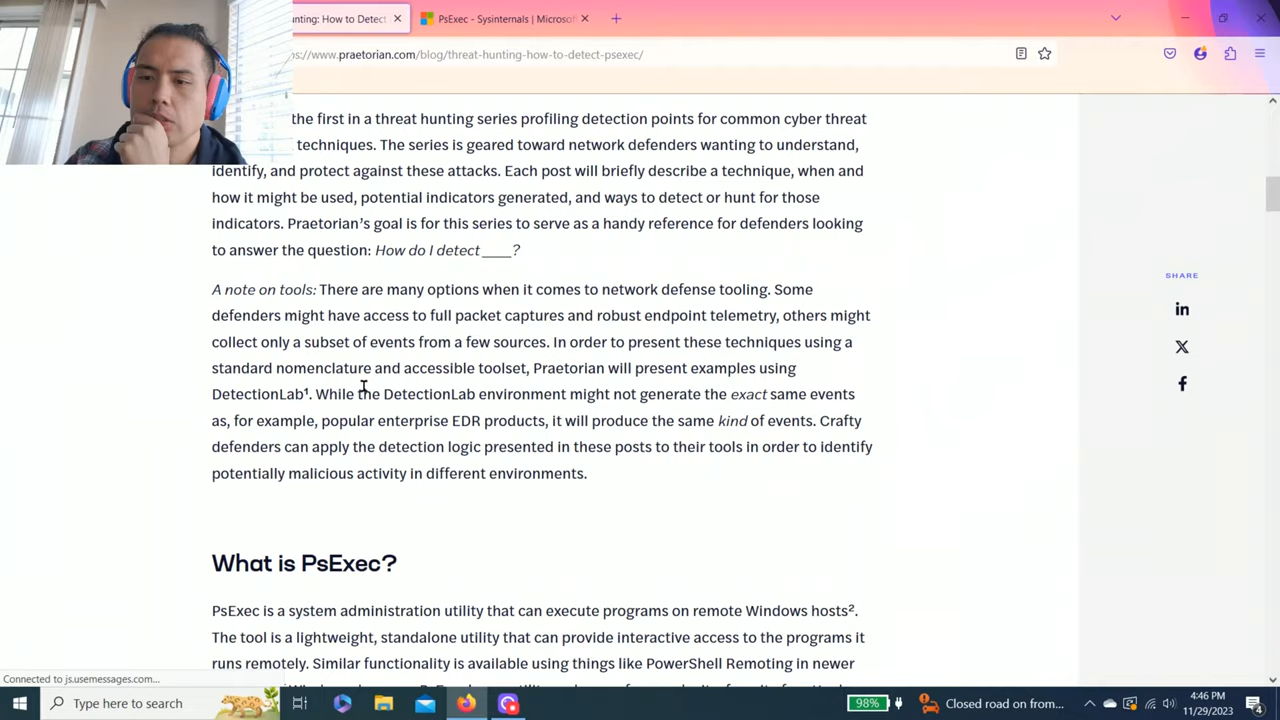 unting: How to Detect
PsExec - Sysinternals | Microsof
s://www.praetorian.com/blog/threat-hunting-how-to-detect-psexec/
the first in a threat hunting series profiling detection points for common cyber threat
techniques. The series is geared toward network defenders wanting to understand,
identify, and protect against these attacks. Each post will briefly describe a technique, when and
how it might be used, potential indicators generated, and ways to detect or hunt for those
indicators. Praetorian’s goal is for this series to serve as a handy reference for defenders looking
to answer the question: How do I detect ____?
SHARE
A note on tools: There are many options when it comes to network defense tooling. Some
defenders might have access to full packet captures and robust endpoint telemetry, others might
collect only a subset of events from a few sources. In order to present these techniques using a
standard nomenclature and accessible toolset, Praetorian will present examples using
DetectionLab¹. While the DetectionLab environment might not generate the exact same events
as, for example, popular enterprise EDR products, it will produce the same kind of events. Crafty
defenders can apply the detection logic presented in these posts to their tools in order to identify
potentially malicious activity in different environments.
What is PsExec?
PsExec is a system administration utility that can execute programs on remote Windows hosts².
The tool is a lightweight, standalone utility that can provide interactive access to the programs it
runs remotely. Similar functionality is available using things like PowerShell Remoting in newer
Connected to js.usemessages.com...
Type here to search
98%
Closed road on from...
4:46 PM
11/29/2023
4